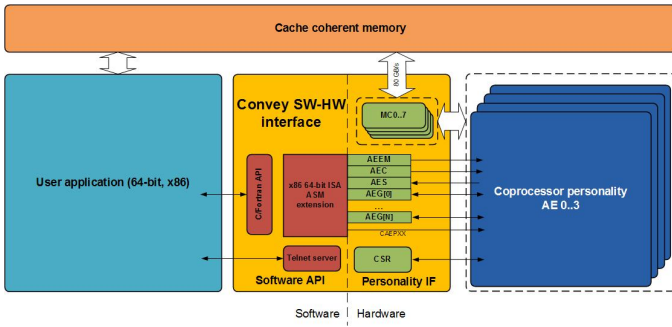 Cache coherent memory
80 GB/s
Convey SW-HW
interface
MC0..7
User application (64-bit, x86)
C/Fortran API
x86 64-bit ISA
ASM
extension
AEEM
AEC
AES
AEG[0]
...
AEG[N]
CAEPXX
Coprocessor personality
AE 0..3
Telnet server
CSR
Software API
Personality IF
Software
Hardware